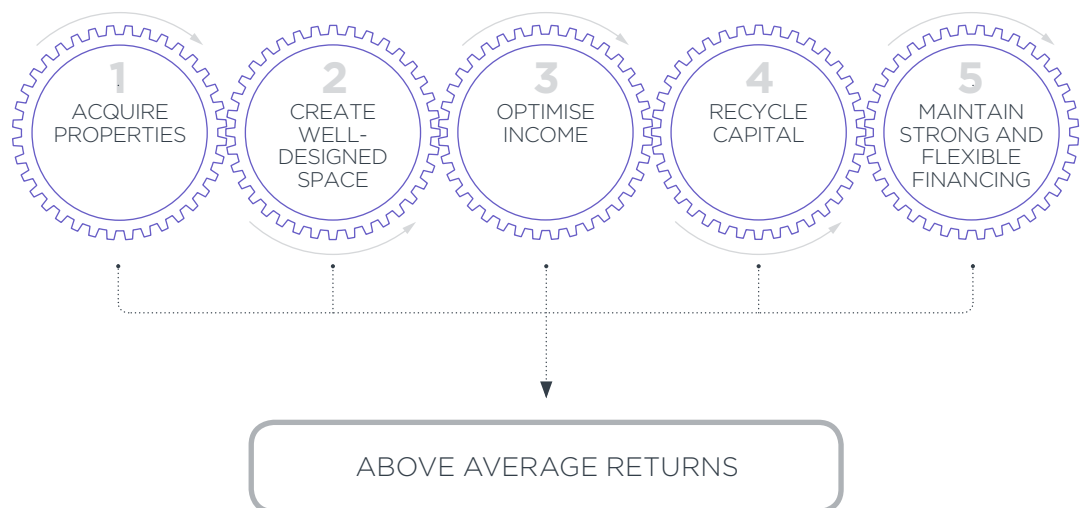 1
ACQUIRE
PROPERTIES
2
CREATE
WELL-
DESIGNED
SPACE
3
OPTIMISE
INCOME
4
RECYCLE
CAPITAL
5
MAINTAIN
STRONG AND
FLEXIBLE
FINANCING
ABOVE AVERAGE RETURNS